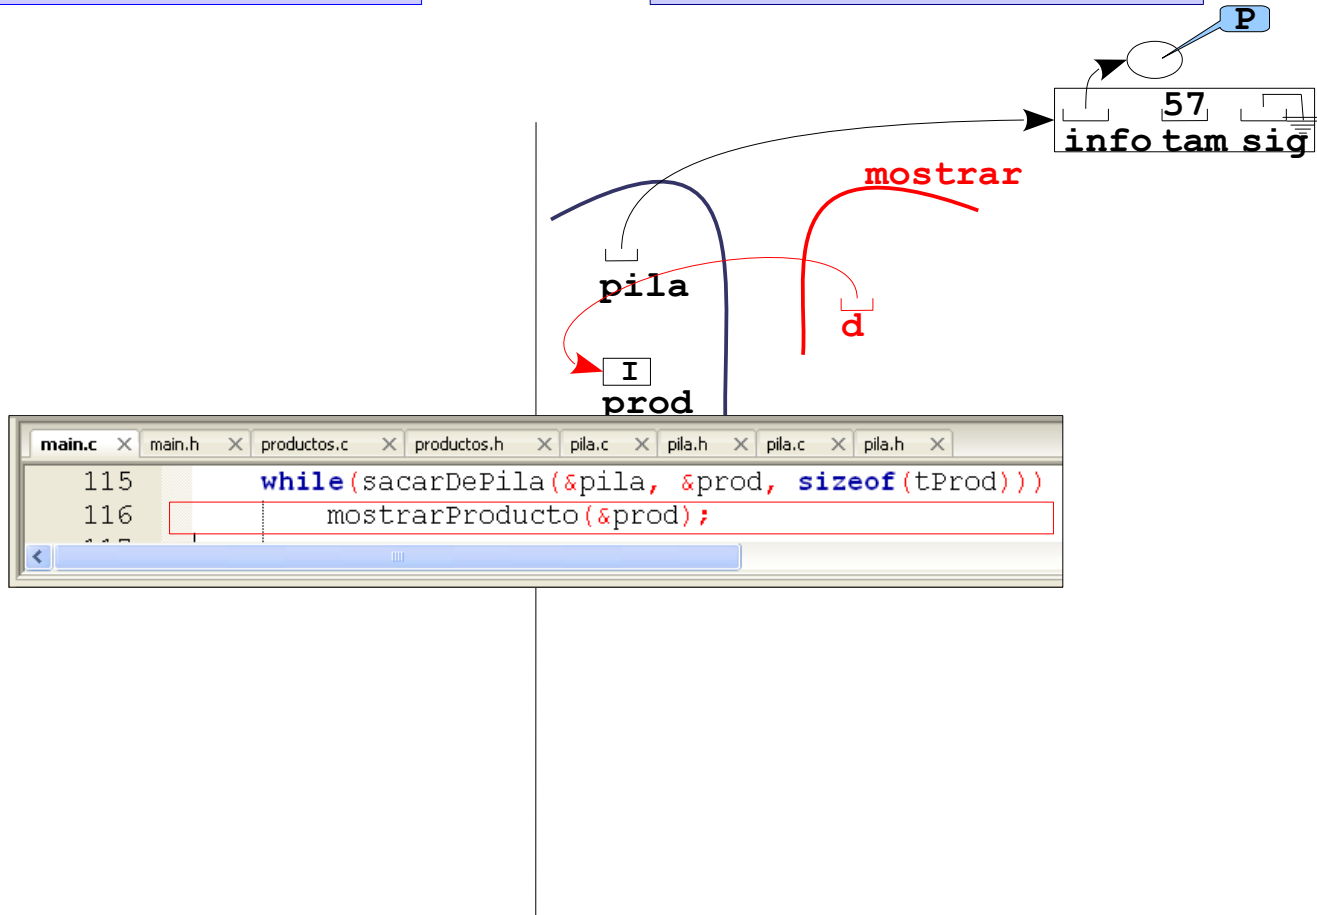 P
57
info tam sig
mostrar
pila
d
I
prod
main.c main.h productos.c productos.h pila.c pila.h pila.c pila.h
115 while(sacarDePila(&pila, &prod, sizeof(tProd)))
116 mostrarProducto(&prod);